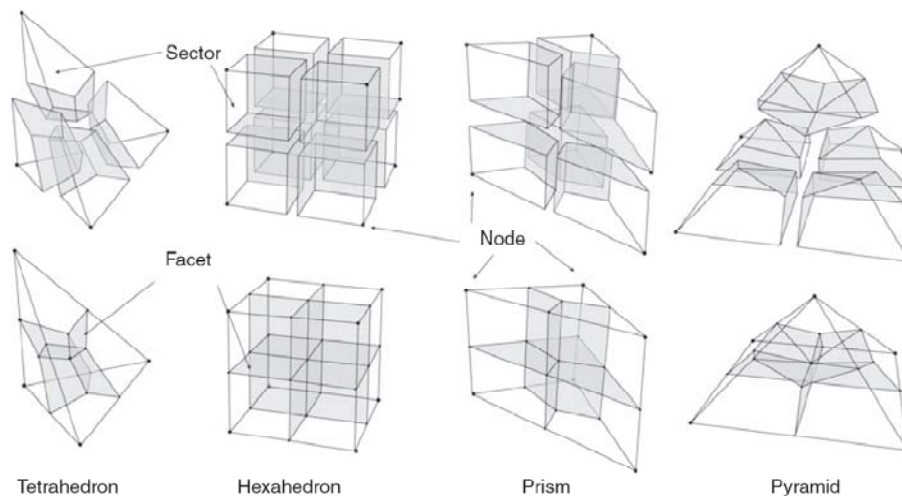 Sector
Node
Facet
Tetrahedron
Hexahedron
Prism
Pyramid